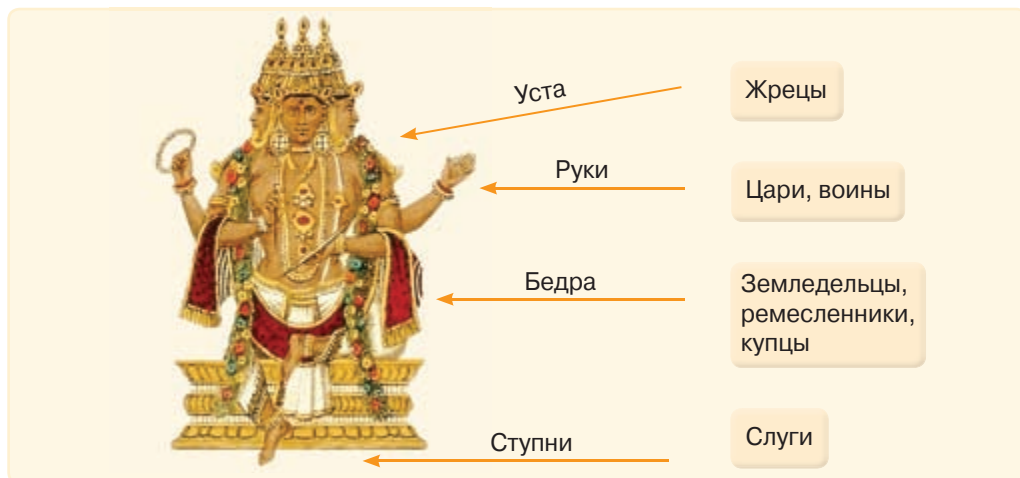 Уста
Жрецы
Руки
Цари, воины
Бедра
Земледельцы,
ремесленники,
купцы
Ступни
Слуги